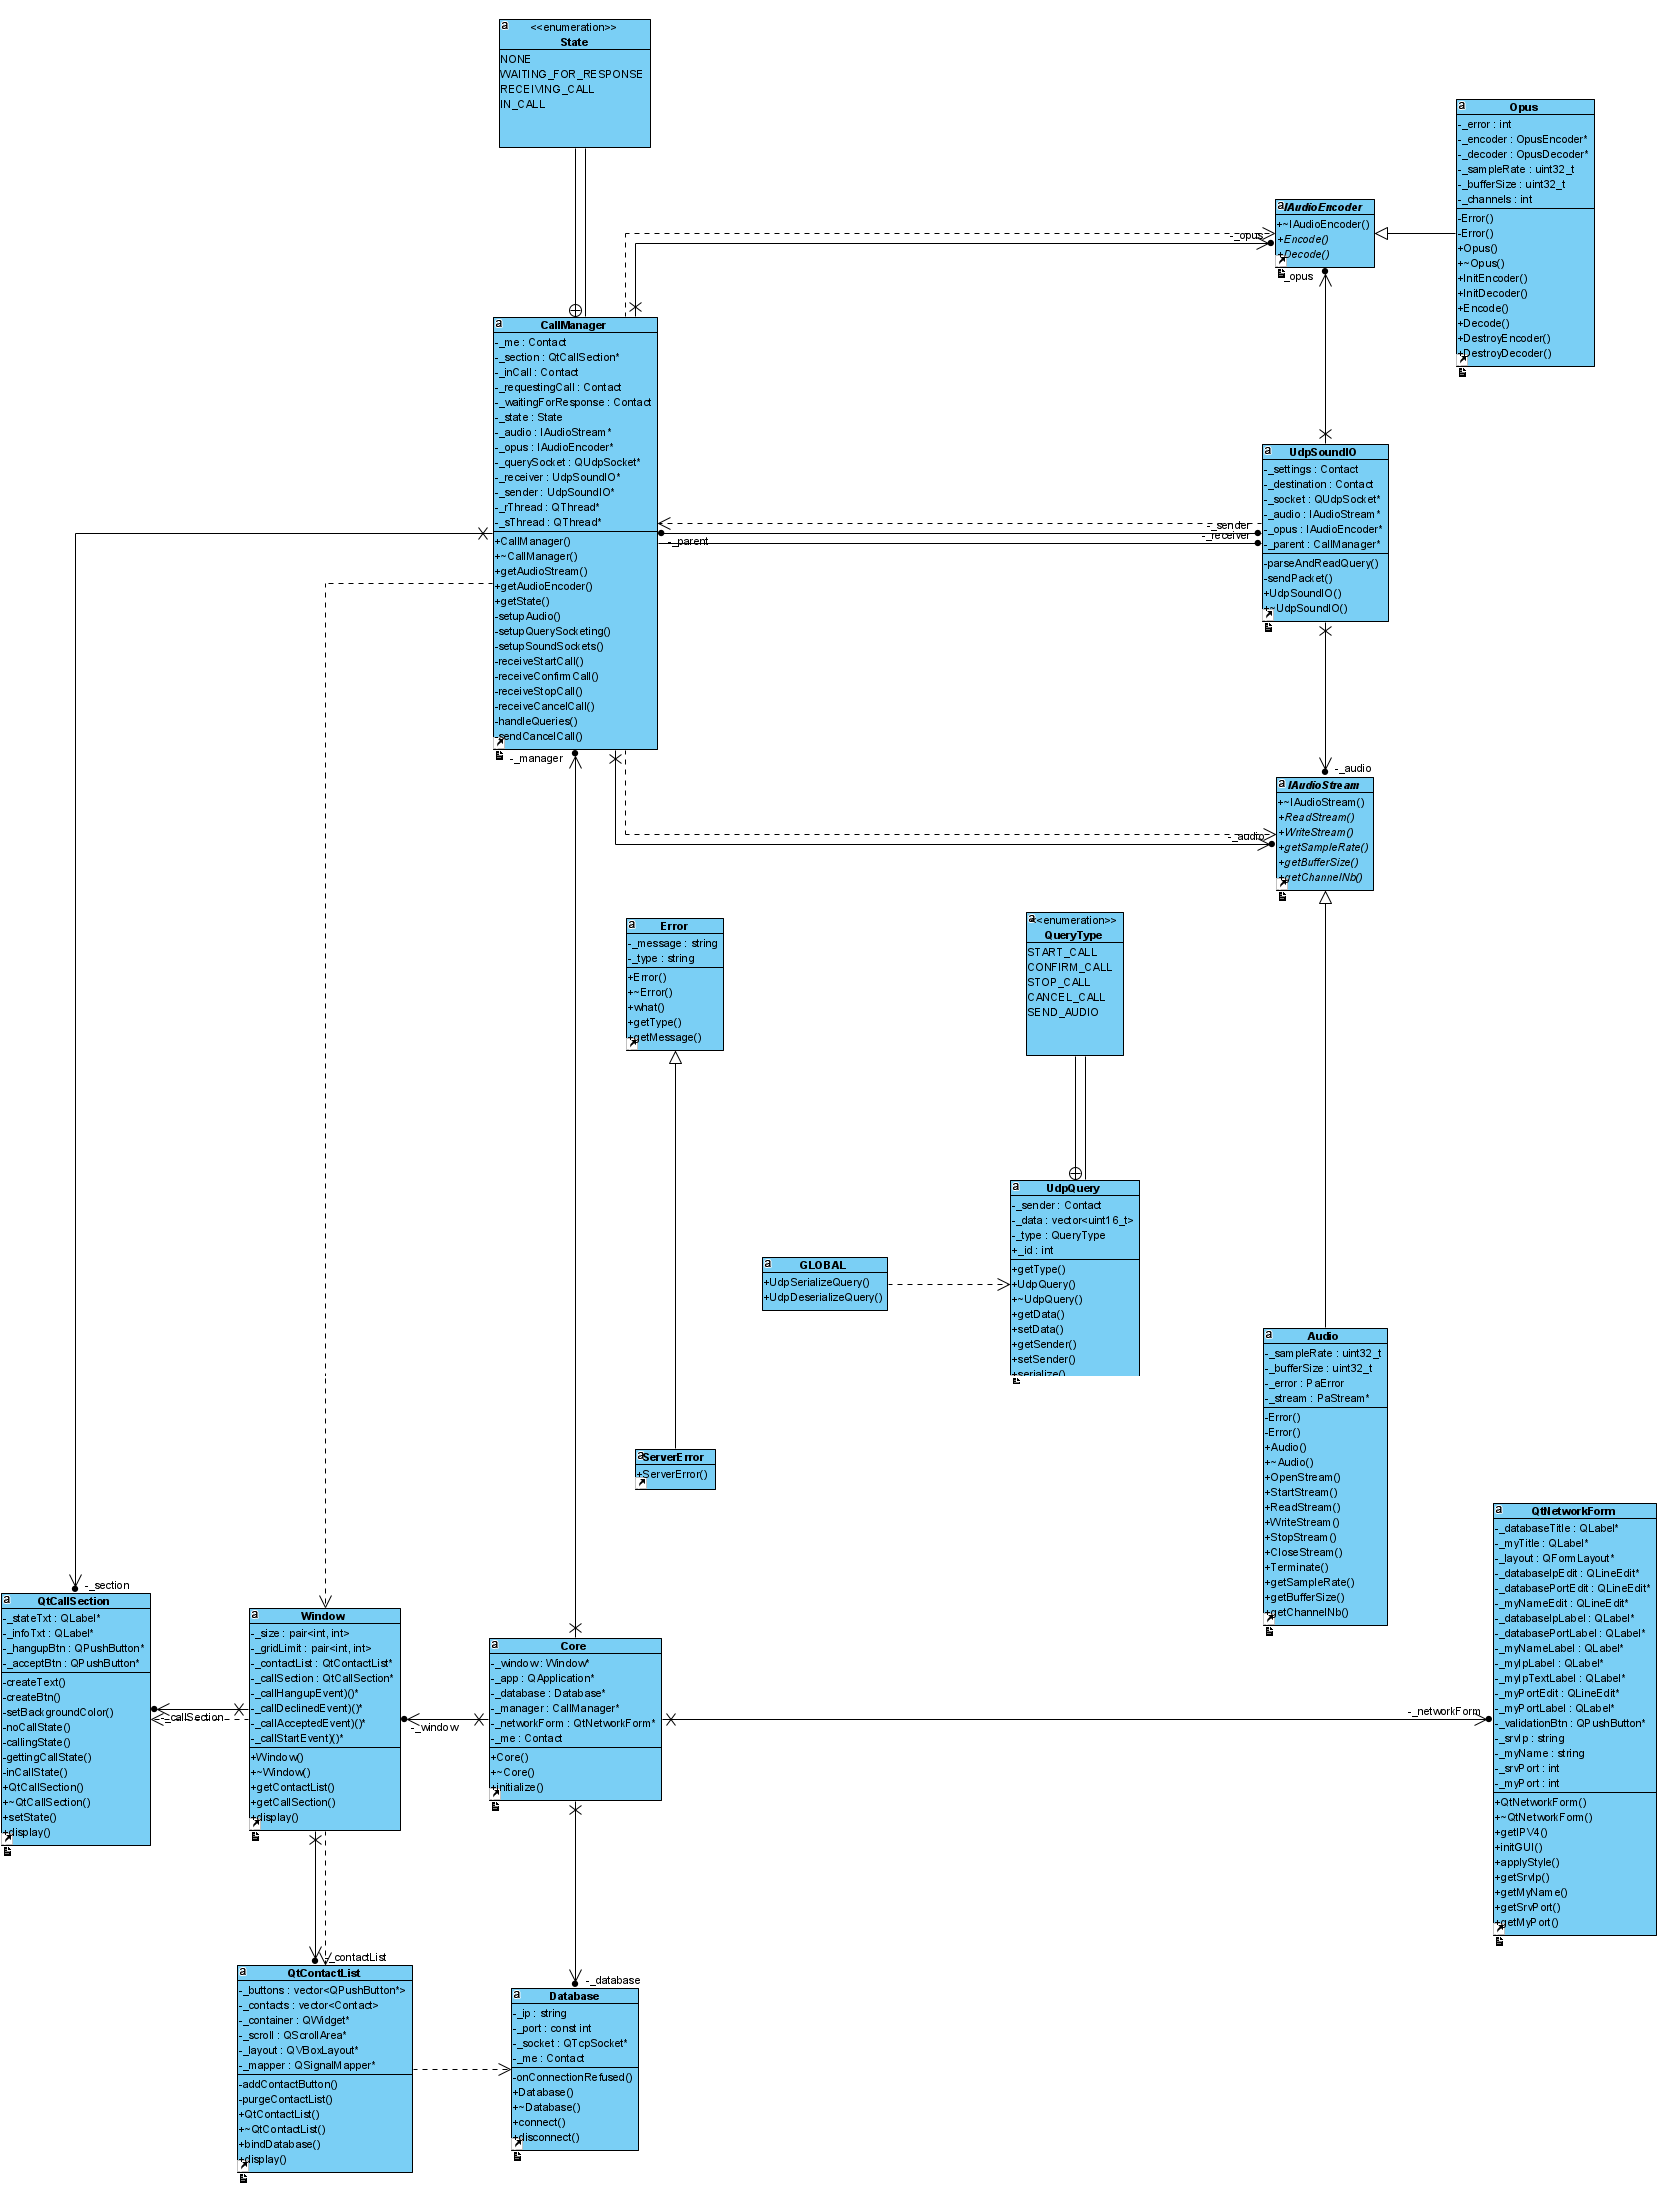 <<enumeration>>
State
NONE
WAITING_FOR_RESPONSE
RECEIVING_CALL
IN_CALL
Opus
-_error : int
-_encoder : OpusEncoder*
-_decoder : OpusDecoder*
-_sampleRate : uint32_t
-_bufferSize : uint32_t
-_channels : int
-Error()
-Error()
+Opus()
+~Opus()
+InitEncoder()
+InitDecoder()
+Encode()
+Decode()
+DestroyEncoder()
+DestroyDecoder()
IAudioEncoder
+~IAudioEncoder()
+Encode()
+Decode()
-_opus
-_opus
CallManager
-_me : Contact
-_section : QtCallSection*
-_inCall : Contact
-_requestingCall : Contact
-_waitingForResponse : Contact
-_state : State
-_audio : IAudioStream*
-_opus : IAudioEncoder*
-_querySocket : QUdpSocket*
-_receiver : UdpSoundIO*
-_sender : UdpSoundIO*
-_rThread : QThread*
-_sThread : QThread*
+CallManager()
+~CallManager()
+getAudioStream()
+getAudioEncoder()
+getState()
-setupAudio()
-setupQuerySocketing()
-setupSoundSockets()
-receiveStartCall()
-receiveConfirmCall()
-receiveStopCall()
-receiveCancelCall()
-handleQueries()
-sendCancelCall()
-_manager
-_parent
-_sender
-_receiver
UdpSoundIO
-_settings : Contact
-_destination : Contact
-_socket : QUdpSocket*
-_audio : IAudioStream*
-_opus : IAudioEncoder*
-_parent : CallManager*
-parseAndReadQuery()
-sendPacket()
+UdpSoundIO()
+~UdpSoundIO()
-_audio
IAudioStream
+~IAudioStream()
+ReadStream()
+WriteStream()
+getSampleRate()
+getBufferSize()
+getChannelNb()
-_audio
Error
-_message : string
-_type : string
+Error()
+~Error()
+what()
+getType()
+getMessage()
<<enumeration>>
QueryType
START_CALL
CONFIRM_CALL
STOP_CALL
CANCEL_CALL
SEND_AUDIO
UdpQuery
-_sender : Contact
-_data : vector<uint16_t>
-_type : QueryType
+_id : int
+getType()
+UdpQuery()
+~UdpQuery()
+getData()
+setData()
+getSender()
+setSender()
+serialize()
GLOBAL
+UdpSerializeQuery()
+UdpDeserializeQuery()
Audio
-_sampleRate : uint32_t
-_bufferSize : uint32_t
-_error : PaError
-_stream : PaStream*
-Error()
-Error()
+Audio()
+~Audio()
+OpenStream()
+StartStream()
+ReadStream()
+WriteStream()
+StopStream()
+CloseStream()
+Terminate()
+getSampleRate()
+getBufferSize()
+getChannelNb()
ServerError
+ServerError()
QtNetworkForm
-_databaseTitle : QLabel*
-_myTitle : QLabel*
-_layout : QFormLayout*
-_databaseIpEdit : QLineEdit*
-_databasePortEdit : QLineEdit*
-_myNameEdit : QLineEdit*
-_databaseIpLabel : QLabel*
-_databasePortLabel : QLabel*
-_myNameLabel : QLabel*
-_myIpLabel : QLabel*
-_myIpTextLabel : QLabel*
-_myPortEdit : QLineEdit*
-_myPortLabel : QLabel*
-_validationBtn : QPushButton*
-_srvIp : string
-_myName : string
-_srvPort : int
-_myPort : int
+QtNetworkForm()
+~QtNetworkForm()
+getIPV4()
+initGUI()
+applyStyle()
+getSrvIp()
+getMyName()
+getSrvPort()
+getMyPort()
-_networkForm
-_section
QtCallSection
-_stateTxt : QLabel*
-_infoTxt : QLabel*
-_hangupBtn : QPushButton*
-_acceptBtn : QPushButton*
-createText()
-createBtn()
-setBackgroundColor()
-noCallState()
-callingState()
-gettingCallState()
-inCallState()
+QtCallSection()
+~QtCallSection()
+setState()
+display()
-_callSection
Window
-_size : pair<int, int>
-_gridLimit : pair<int, int>
-_contactList : QtContactList*
-_callSection : QtCallSection*
-_callHangupEvent)()*
-_callDeclinedEvent)()*
-_callAcceptedEvent)()*
-_callStartEvent)()*
+Window()
+~Window()
+getContactList()
+getCallSection()
+display()
-_window
Core
-_window : Window*
-_app : QApplication*
-_database : Database*
-_manager : CallManager*
-_networkForm : QtNetworkForm*
-_me : Contact
+Core()
+~Core()
+initialize()
-_contactList
QtContactList
-_buttons : vector<QPushButton*>
-_contacts : vector<Contact>
-_container : QWidget*
-_scroll : QScrollArea*
-_layout : QVBoxLayout*
-_mapper : QSignalMapper*
-addContactButton()
-purgeContactList()
+QtContactList()
+~QtContactList()
+bindDatabase()
+display()
-_database
Database
-_ip : string
-_port : const int
-_socket : QTcpSocket*
-_me : Contact
-onConnectionRefused()
+Database()
+~Database()
+connect()
+disconnect()